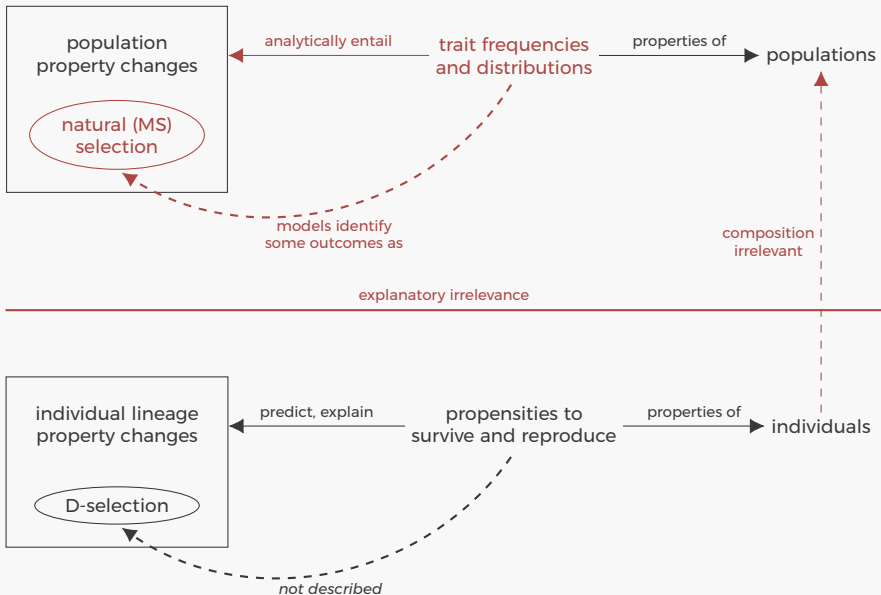 population
property changes
analytically entail
trait frequencies
and distributions
properties of
populations
natural (MS)
selection
models identify
some outcomes as
composition
irrelevant
explanatory irrelevance
individual lineage
property changes
predict, explain
propensities to
survive and reproduce
properties of
individuals
D-selection
not described